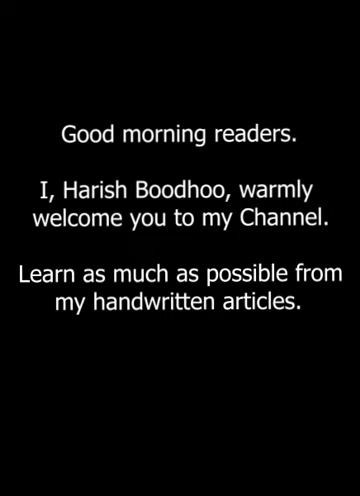 Good morning readers.
I, Harish Boodhoo, warmly
welcome you to my Channel.
Learn as much as possible from
my handwritten articles.